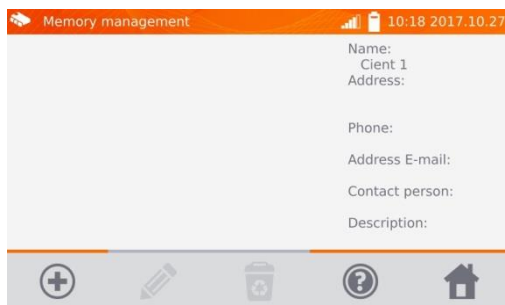 Memory management 10:18 2017.10.27
Name:
Cient 1
Address:
Phone:
Address E-mail:
Contact person:
Description: